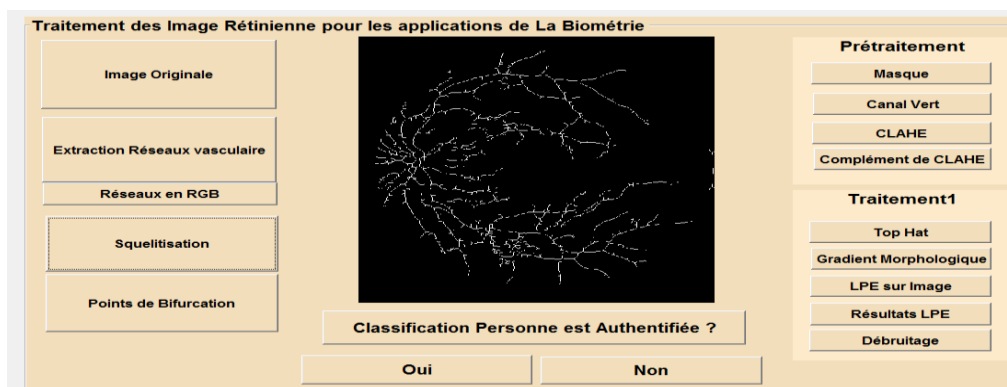 Traitement des Image Rétinienne pour les applications de La Biométrie
Image Originale
Extraction Réseaux vasculaire
Réseaux en RGB
Squelitisation
Points de Bifurcation
Classification Personne est Authentifiée ?
Oui
Non
Prétraitement
Masque
Canal Vert
CLAHE
Complément de CLAHE
Traitement1
Top Hat
Gradient Morphologique
LPE sur Image
Résultats LPE
Débruitage